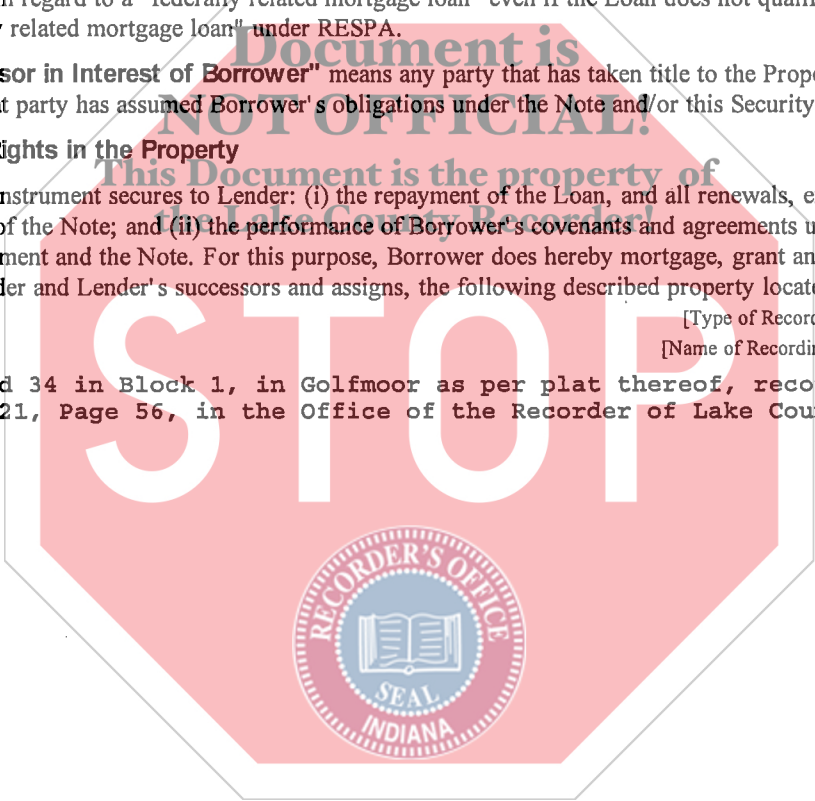 n regard to a "federally related mortgage loan" even if the Loan does not quali
y related mortgage loan" under RESPA.
Document is
sor in Interest of Borrower" means any party that has taken title to the Prop
t party has assumed Borrower's obligations under the Note and/or this Security
NOT OFFICIAL!
ights in the Property
This Document is the property of
nstrument secures to Lender: (i) the repayment of the Loan, and all renewals, e
the Lake County Recorder!
of the Note; and (ii) the performance of Borrower's covenants and agreements u
ment and the Note. For this purpose, Borrower does hereby mortgage, grant an
der and Lender's successors and assigns, the following described property locat
[Type of Recor
[Name of Recordi
d 34 in Block 1, in Golfmoor as per plat thereof, reco
21, Page 56, in the Office of the Recorder of Lake Cou
STOP
RECORDER'S OFFICE
SEAL
INDIANA